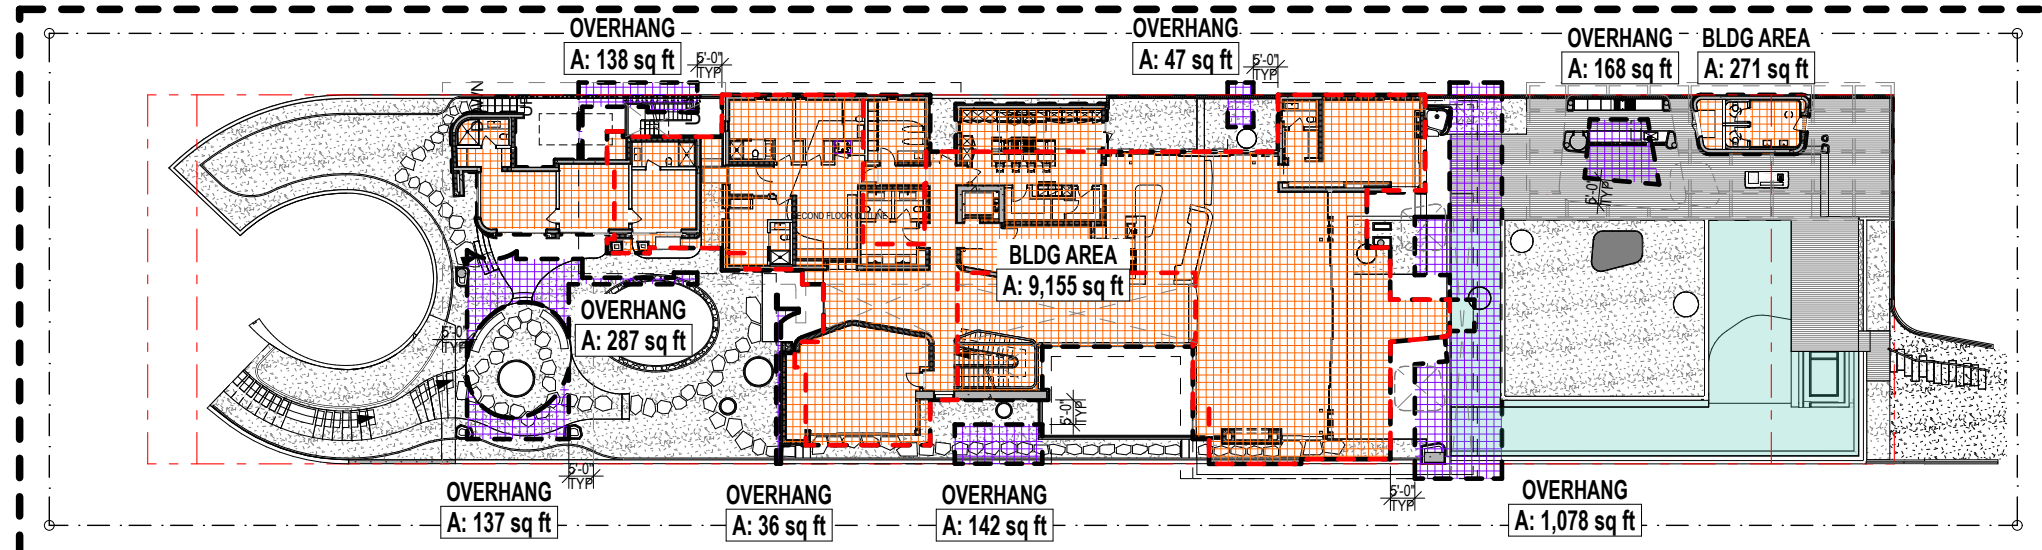 OVERHANG
A: 138 sq ft
5'-0"
TYP
OVERHANG
A: 47 sq ft
5'-0"
TYP
OVERHANG
A: 168 sq ft
BLDG AREA
A: 271 sq ft
5'-0"
TYP
SECOND FLOOR OUTLINE
BLDG AREA
A: 9,155 sq ft
OVERHANG
A: 287 sq ft
5'-0"
TYP
5'-0"
TYP
5'-0"
TYP
5'-0"
TYP
OVERHANG
A: 137 sq ft
OVERHANG
A: 36 sq ft
OVERHANG
A: 142 sq ft
OVERHANG
A: 1,078 sq ft